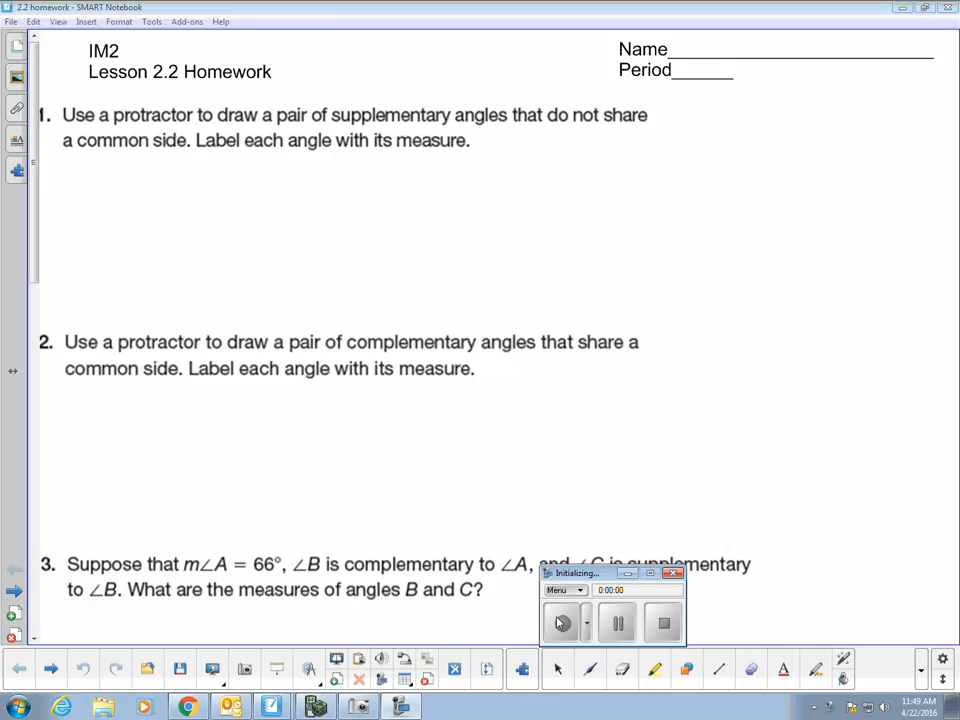 2.2 homework - SMART Notebook
File Edit View Insert Format Tools Add-ons Help
IM2
Lesson 2.2 Homework
Name
Period
1. Use a protractor to draw a pair of supplementary angles that do not share
a common side. Label each angle with its measure.
2. Use a protractor to draw a pair of complementary angles that share a
common side. Label each angle with its measure.
3. Suppose that m∠A = 66°, ∠B is complementary to ∠A, and ∠C is supplementary
to ∠B. What are the measures of angles B and C?
Initializing...
Menu 0:00:00
11:49 AM
4/22/2016